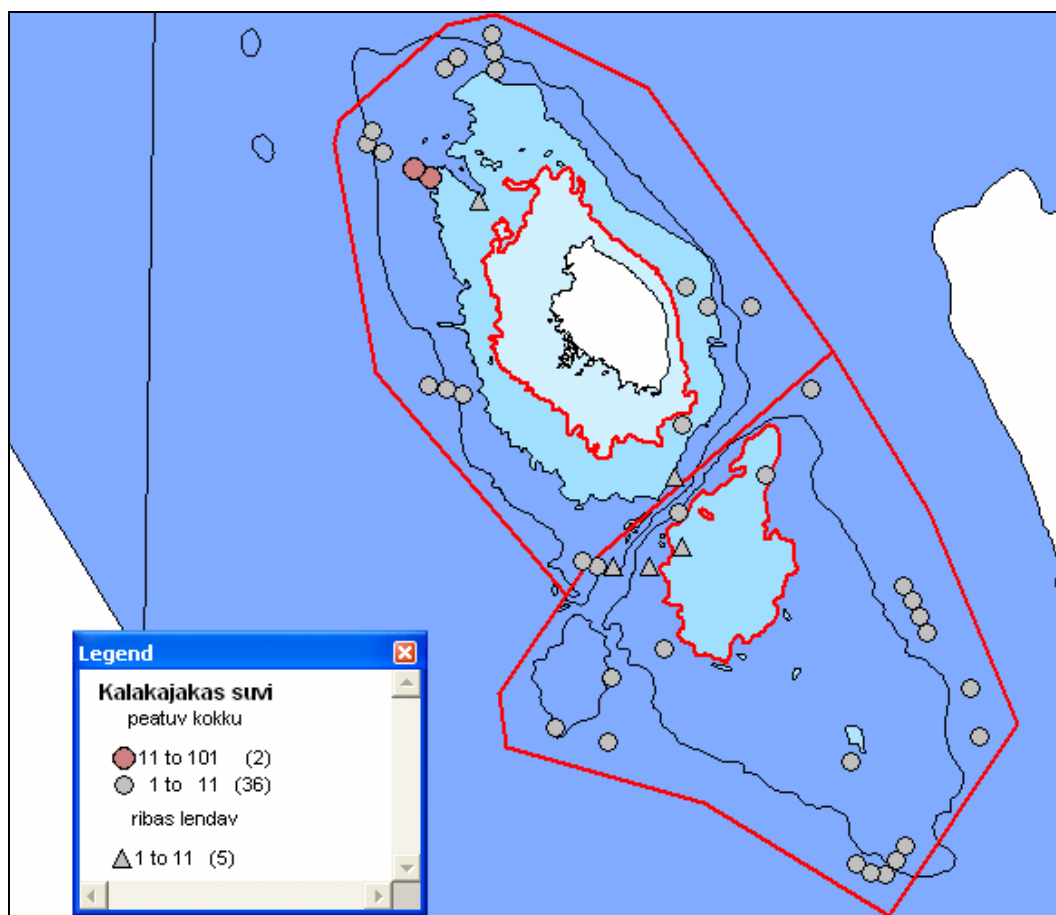 Legend
Kalakajakas suvi
peatuv kokku
11 to 101 (2)
1 to 11 (36)
ribas lendav
1 to 11 (5)